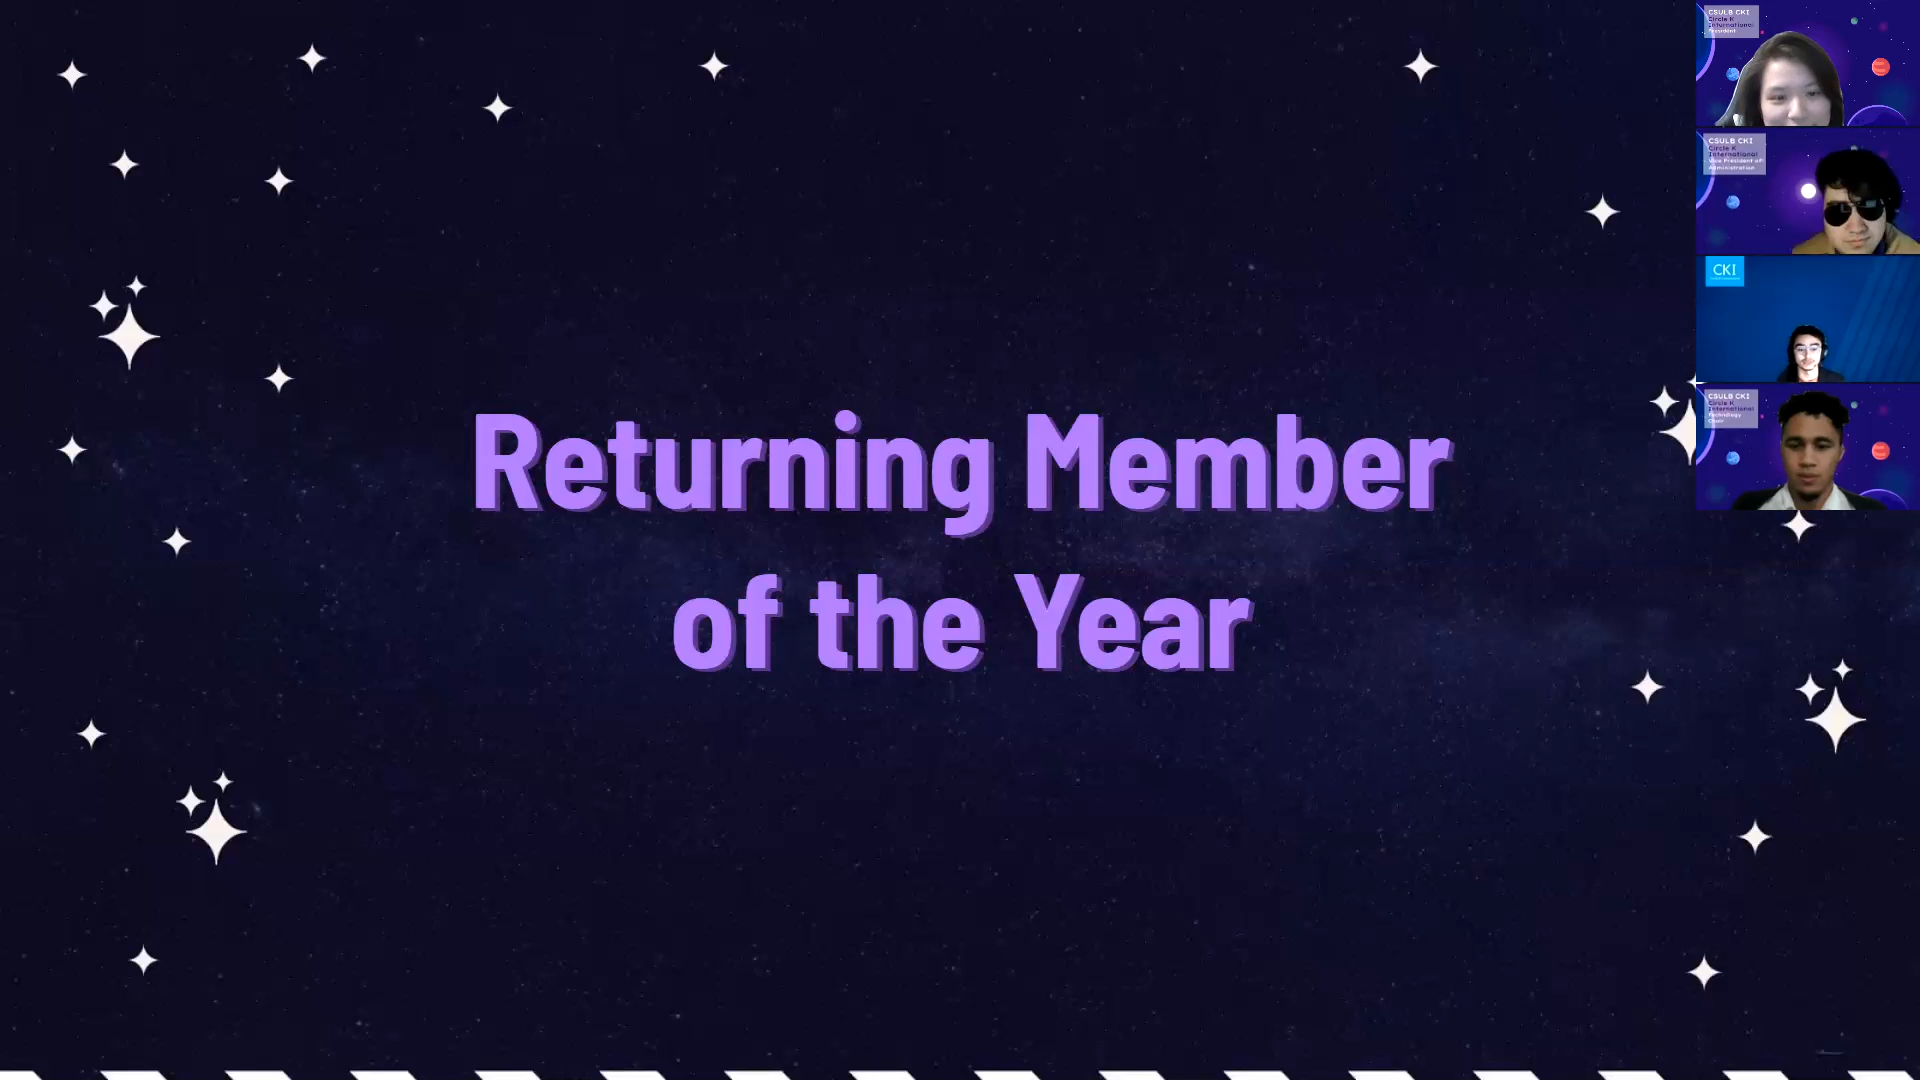 Returning Member
of the Year
CSULB CKI
Circle K
International
President
CSULB CKI
Circle K
International
Vice President of
Administration
CKI
CSULB CKI
Circle K
International
Technology
Chair